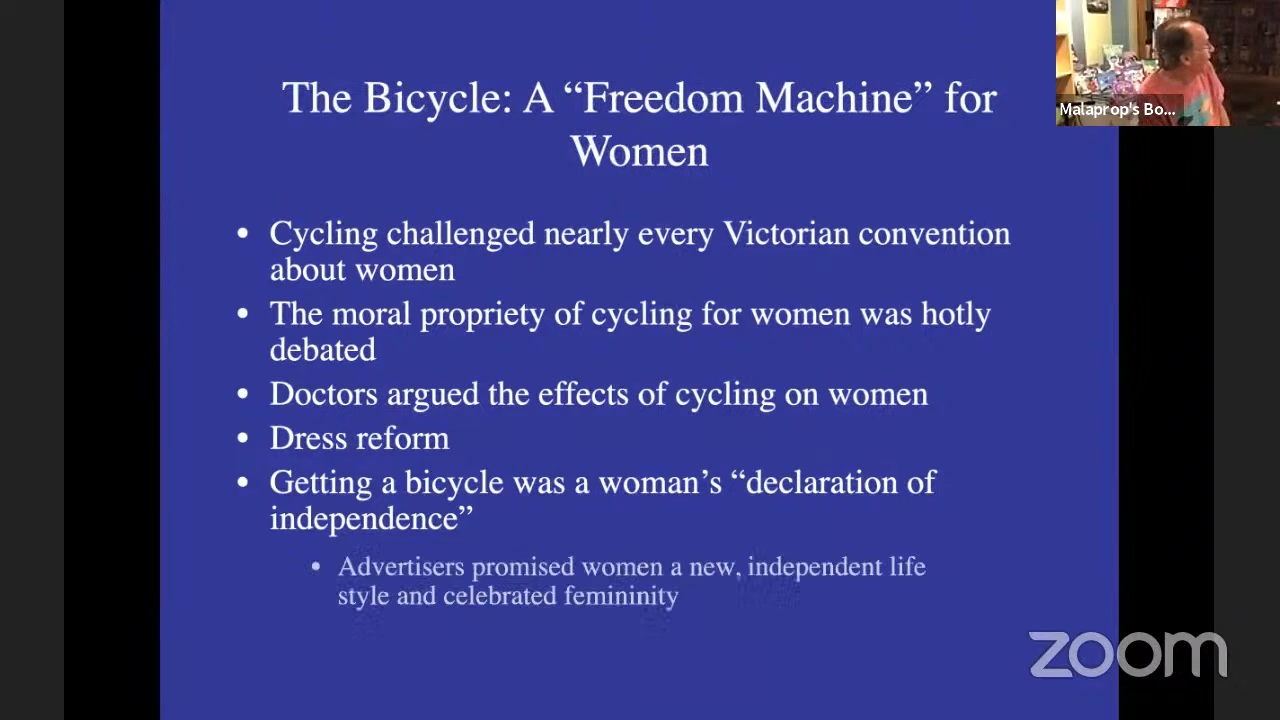 The Bicycle: A “Freedom Machine” for
Women
• Cycling challenged nearly every Victorian convention
about women
• The moral propriety of cycling for women was hotly
debated
• Doctors argued the effects of cycling on women
• Dress reform
• Getting a bicycle was a woman’s “declaration of
independence”
• Advertisers promised women a new, independent life
style and celebrated femininity
Malaprop's Bo...
zoom